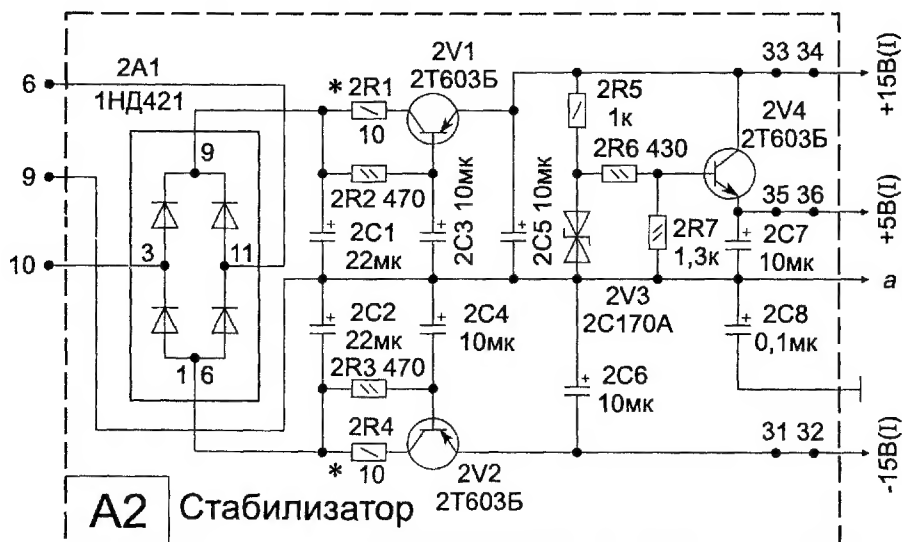 6
2А1
1НД421
9
3
11
1
6
9
10
* 2R1
10
2R2 470
2V1
2Т603Б
2C1
22мк
2C3 10мк
2C2
22мк
2C4
10мк
2R3 470
2R4
* 10
2V2
2Т603Б
2C5 10мк
2R5
1к
2R6 430
2V4
2Т603Б
2R7
1,3к
2V3
2С170А
2C6
10мк
2C7
10мк
2C8
0,1мк
33 34
35 36
31 32
+15В(I)
+5В(I)
а
-15В(I)
А2 Стабилизатор